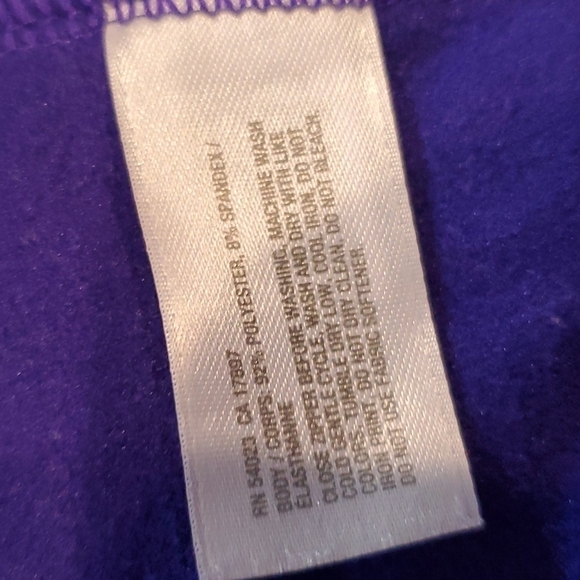 RN 54023 CA 17897
BODY / CORPS: 92% POLYESTER, 8% SPANDEX /
ELASTHANNE
CLOSE ZIPPER BEFORE WASHING, MACHINE WASH
COLD GENTLE CYCLE, WASH AND DRY WITH LIKE
COLORS, TUMBLE DRY LOW, COOL IRON, DO NOT
IRON PRINT, DO NOT DRY CLEAN, DO NOT BLEACH,
DO NOT USE FABRIC SOFTENER